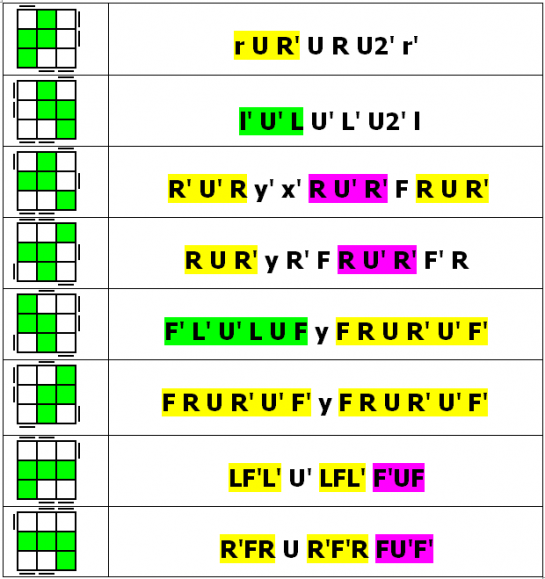 r U R' U R U2' r'
l' U' L U' L' U2' l
R' U' R y' x' R U' R' F R U R'
R U R' y R' F R U' R' F' R
F' L' U' L U F y F R U R' U' F'
F R U R' U' F' y F R U R' U' F'
LF'L' U' LFL' F'UF
R'FR U R'F'R FU'F'